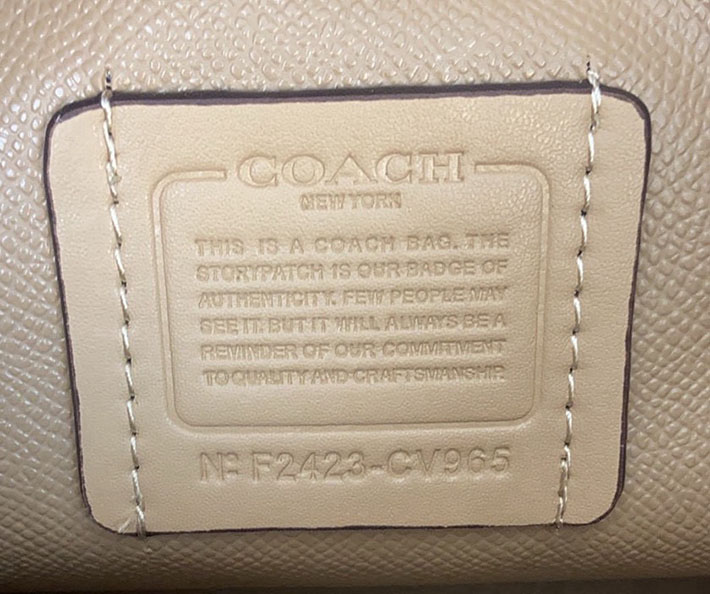 COACH
NEW YORK
THIS IS A COACH BAG. THE
STORYPATCH IS OUR BADGE OF
AUTHENTICITY. FEW PEOPLE MAY
SEE IT. BUT IT WILL ALWAYS BE A
REMINDER OF OUR COMMITMENT
TO QUALITY AND CRAFTSMANSHIP.
Nº F2423-CV965